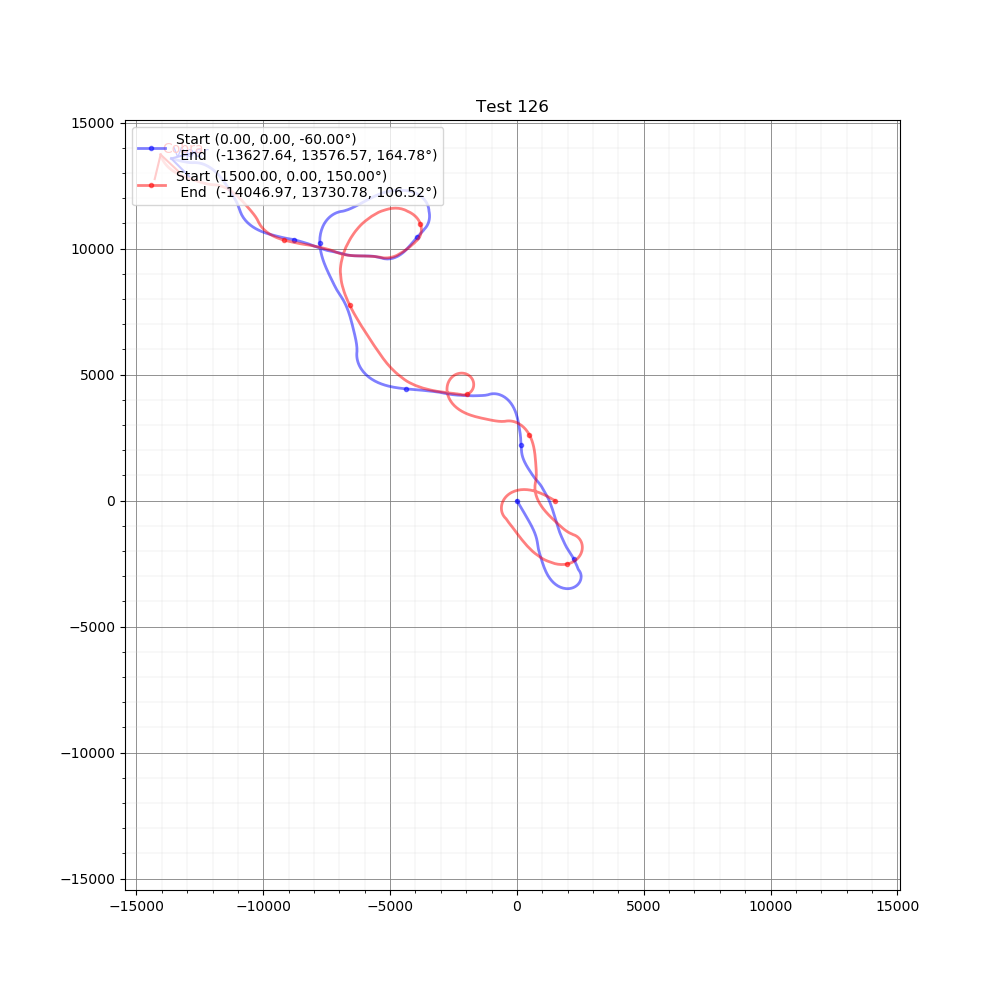 Test 126
Start (0.00, 0.00, -60.00°)
End (-13627.64, 13576.57, 164.78°)
Start (1500.00, 0.00, 150.00°)
End (-14046.97, 13730.78, 106.52°)
15000
10000
5000
0
−5000
−10000
−15000
−15000 −10000 −5000 0 5000 10000 15000